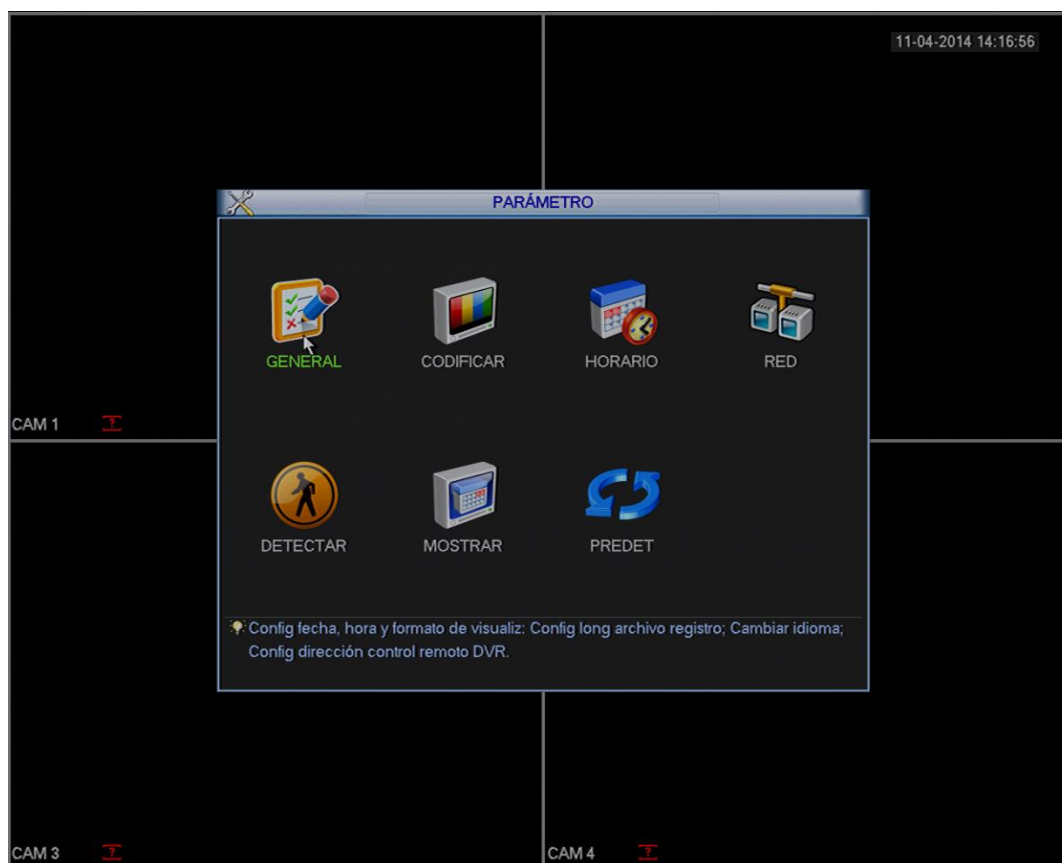 11-04-2014 14:16:56
PARÁMETRO
GENERAL
CODIFICAR
HORARIO
RED
CAM 1
?
DETECTAR
MOSTRAR
PREDET
Config fecha, hora y formato de visualiz: Config long archivo registro; Cambiar idioma;
Config dirección control remoto DVR.
CAM 3
?
CAM 4
?